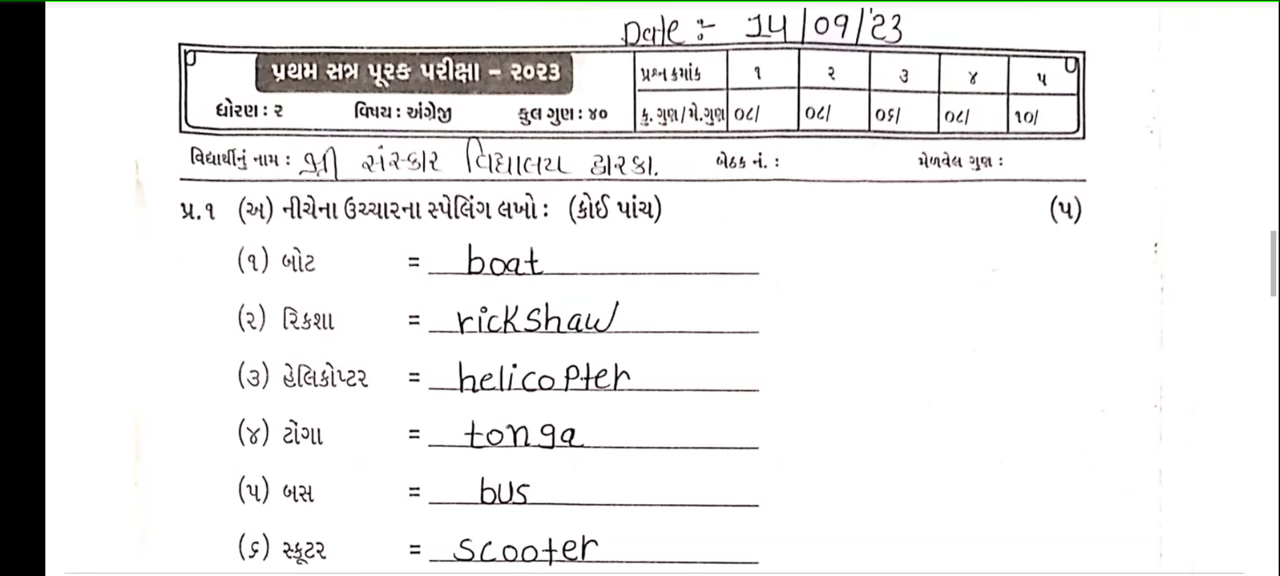 Date :- 14/09/'23
પ્રથમ સત્ર પૂરક પરીક્ષા - ૨૦૨૩ પ્રશ્ન ક્રમાંક ૧ ૨ ૩ ૪ ૫
ધોરણ : ૨ વિષય : અંગ્રેજી કુલ ગુણ : ૪૦ કુ. ગુણ/મે.ગુણ ૦૮/ ૦૮/ ૦૬/ ૦૮/ ૧૦/
વિદ્યાર્થીનું નામ : શ્રી સંસ્કાર વિદ્યાલય દ્વારકા. બેઠક નં. : મેળવેલ ગુણ :
પ્ર.૧ (અ) નીચેના ઉચ્ચારના સ્પેલિંગ લખો : (કોઈ પાંચ) (૫)
(૧) બોટ = boat
(૨) રિકશા = rickshaw
(૩) હેલિકોપ્ટર = helicopter
(૪) ટોંગા = tonga
(૫) બસ = bus
(૬) સ્કૂટર = scooter